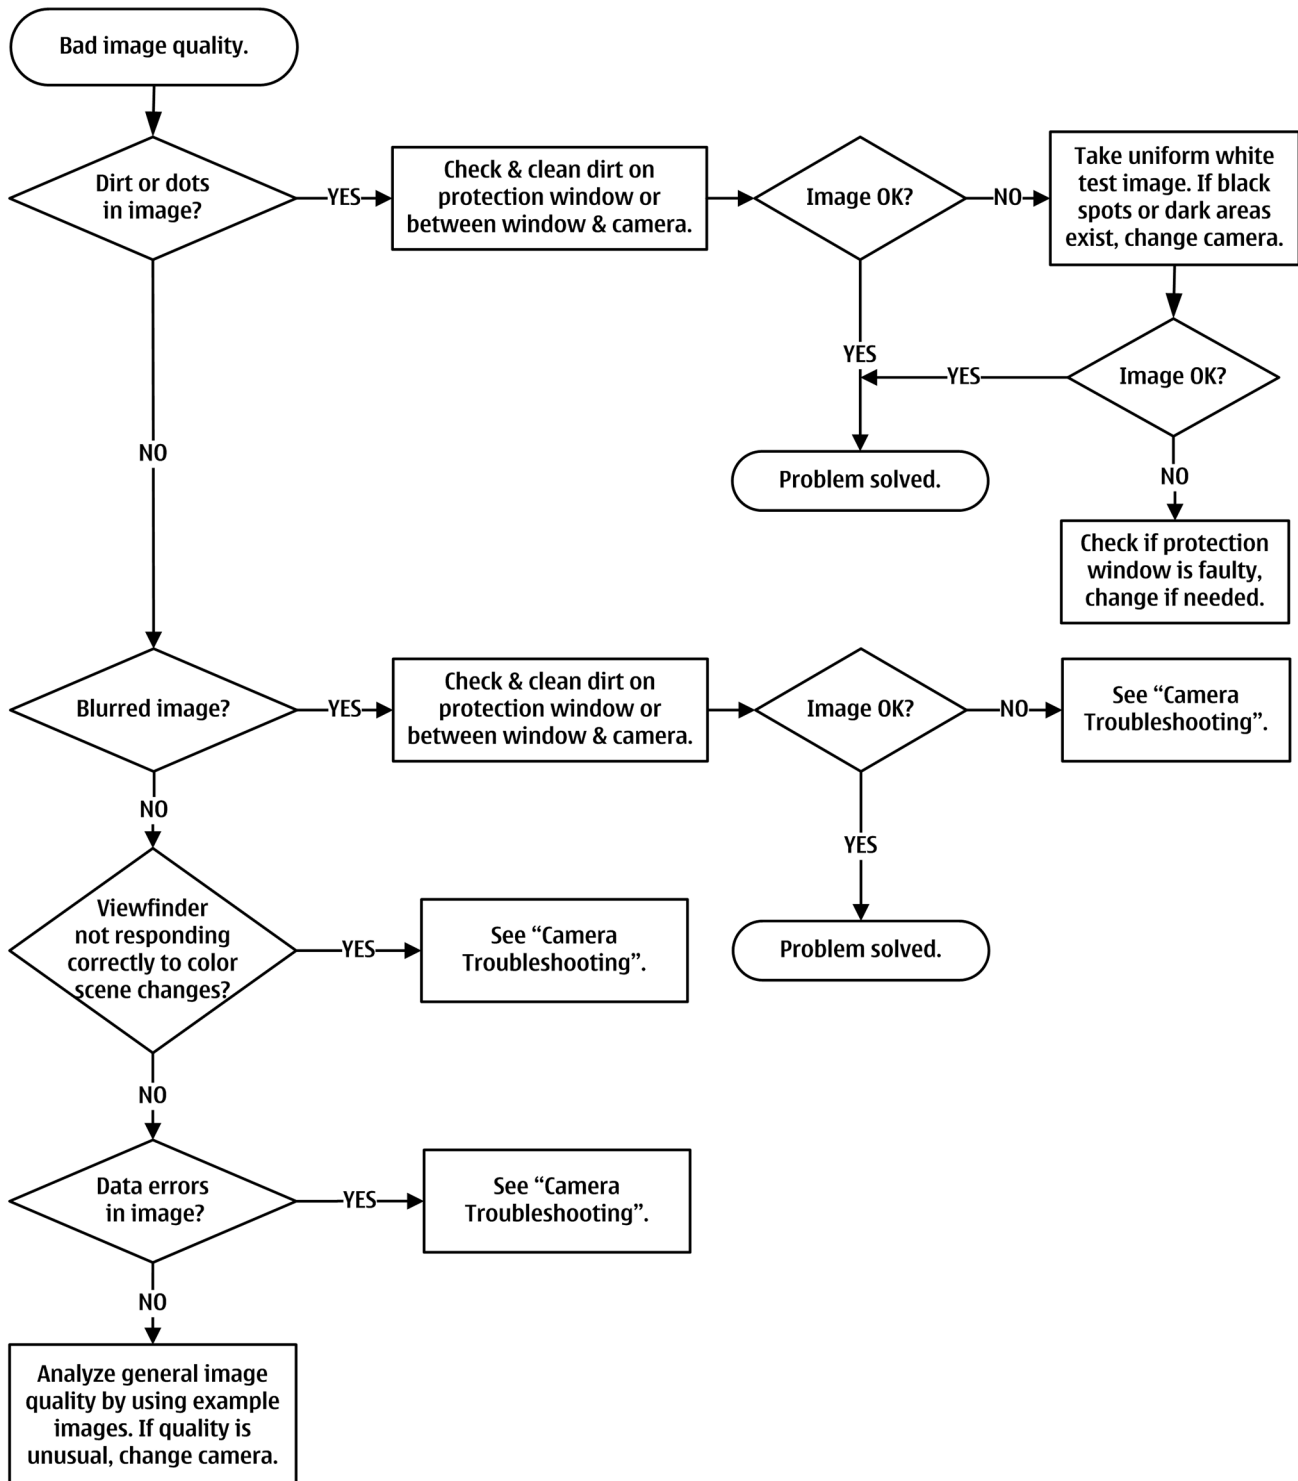 Bad image quality.
Dirt or dots
in image?
YES
Check & clean dirt on
protection window or
between window & camera.
Image OK?
NO
Take uniform white
test image. If black
spots or dark areas
exist, change camera.
YES
YES
Image OK?
NO
Problem solved.
NO
Check if protection
window is faulty,
change if needed.
Blurred image?
YES
Check & clean dirt on
protection window or
between window & camera.
Image OK?
NO
See “Camera
Troubleshooting”.
NO
YES
Viewfinder
not responding
correctly to color
scene changes?
YES
See “Camera
Troubleshooting”.
Problem solved.
NO
Data errors
in image?
YES
See “Camera
Troubleshooting”.
NO
Analyze general image
quality by using example
images. If quality is
unusual, change camera.